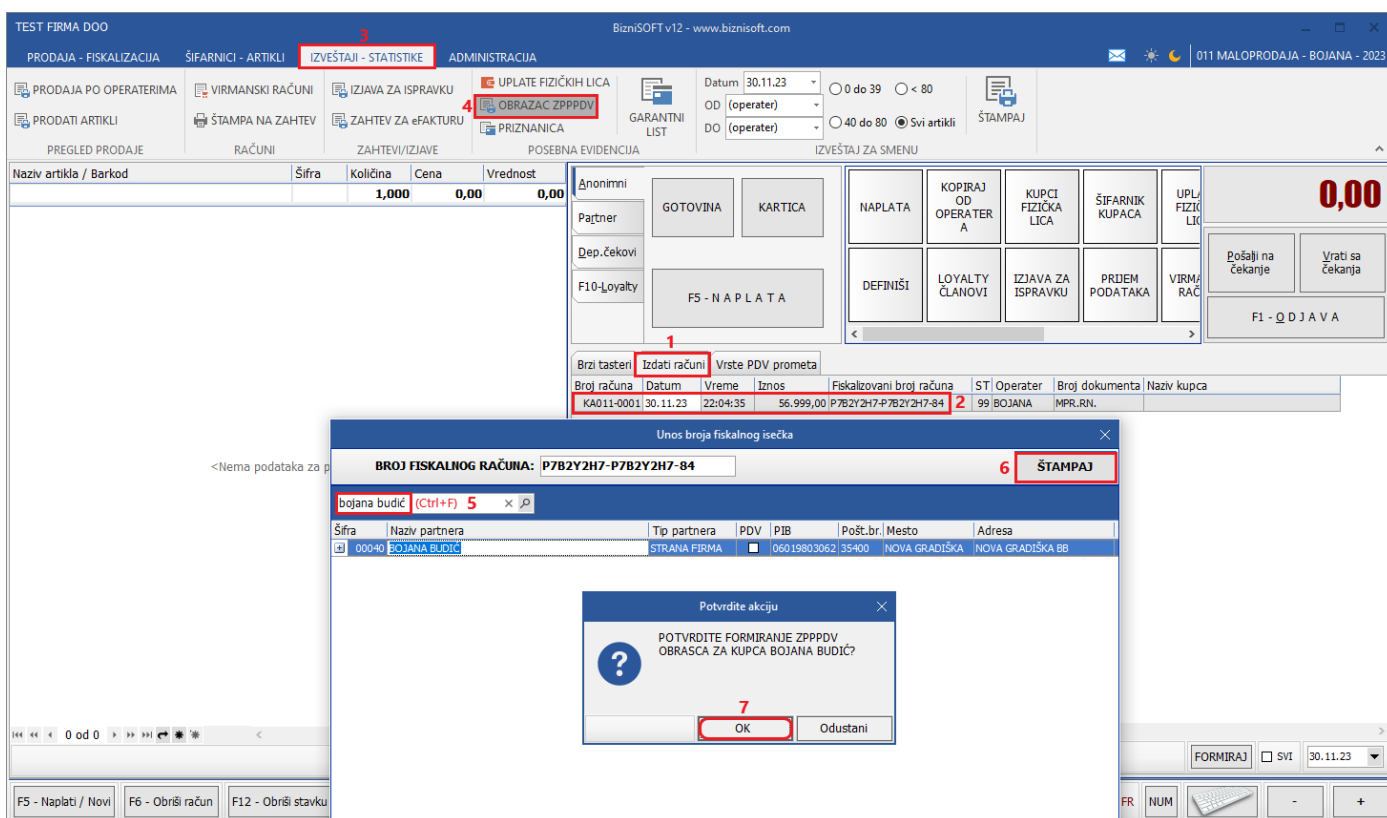 TEST FIRMA DOO
BizniSOFT v12 - www.biznisoft.com
3
PRODAJA - FISKALIZACIJA ŠIFARNICI - ARTIKLI IZVEŠTAJI - STATISTIKE ADMINISTRACIJA 011 MALOPRODAJA - BOJANA - 2023
PRODAJA PO OPERATERIMA VIRMANSKI RAČUNI IZJAVA ZA ISPRAVKU UPLATE FIZIČKIH LICA
4 OBRAZAC ZPPPDV
PRODATI ARTIKLI ŠTAMPA NA ZAHTEV ZAHTEV ZA eFAKTURU PRIZNANICA
GARANTNI
LIST
Datum 30.11.23 0 do 39 < 80
OD (operater)
DO (operater) 40 do 80 Svi artikli
ŠTAMPAJ
PREGLED PRODAJE RAČUNI ZAHTEVI/IZJAVE POSEBNA EVIDENCIJA IZVEŠTAJ ZA SMENU
Naziv artikla / Barkod Šifra Količina Cena Vrednost
1,000 0,00 0,00
Anonimni
Partner
Dep.čekovi
F10-Loyalty
GOTOVINA KARTICA
F5 - N A P L A T A
NAPLATA
KOPIRAJ
OD
OPERATER
A
KUPCI
FIZIČKA
LICA
ŠIFARNIK
KUPACA
UPL
FIZIČ
LIC
DEFINIŠI
LOYALTY
ČLANOVI
IZJAVA ZA
ISPRAVKU
PRIJEM
PODATAKA
VIRM
RAČ
0,00
Pošalji na
čekanje
Vrati sa
čekanja
F1 - O D J A V A
1
Brzi tasteri Izdati računi Vrste PDV prometa
Broj računa Datum Vreme Iznos Fiskalizovani broj računa ST Operater Broj dokumenta Naziv kupca
KA011-0001 30.11.23 22:04:35 56.999,00 P7B2Y2H7-P7B2Y2H7-84 2 99 BOJANA MPR.RN.
<Nema podataka za p
Unos broja fiskalnog isečka
BROJ FISKALNOG RAČUNA: P7B2Y2H7-P7B2Y2H7-84 6 ŠTAMPAJ
bojana budić (Ctrl+F) 5
Šifra Naziv partnera Tip partnera PDV PIB Pošt.br. Mesto Adresa
00040 BOJANA BUDIĆ STRANA FIRMA 06019803062 35400 NOVA GRADIŠKA NOVA GRADIŠKA BB
Potvrdite akciju
POTVRDITE FORMIRANJE ZPPPDV
OBRASCA ZA KUPCA BOJANA BUDIĆ?
7
OK Odustani
0 od 0
FORMIRAJ SVI 30.11.23
F5 - Naplati / Novi F6 - Obriši račun F12 - Obriši stavku FR NUM - +